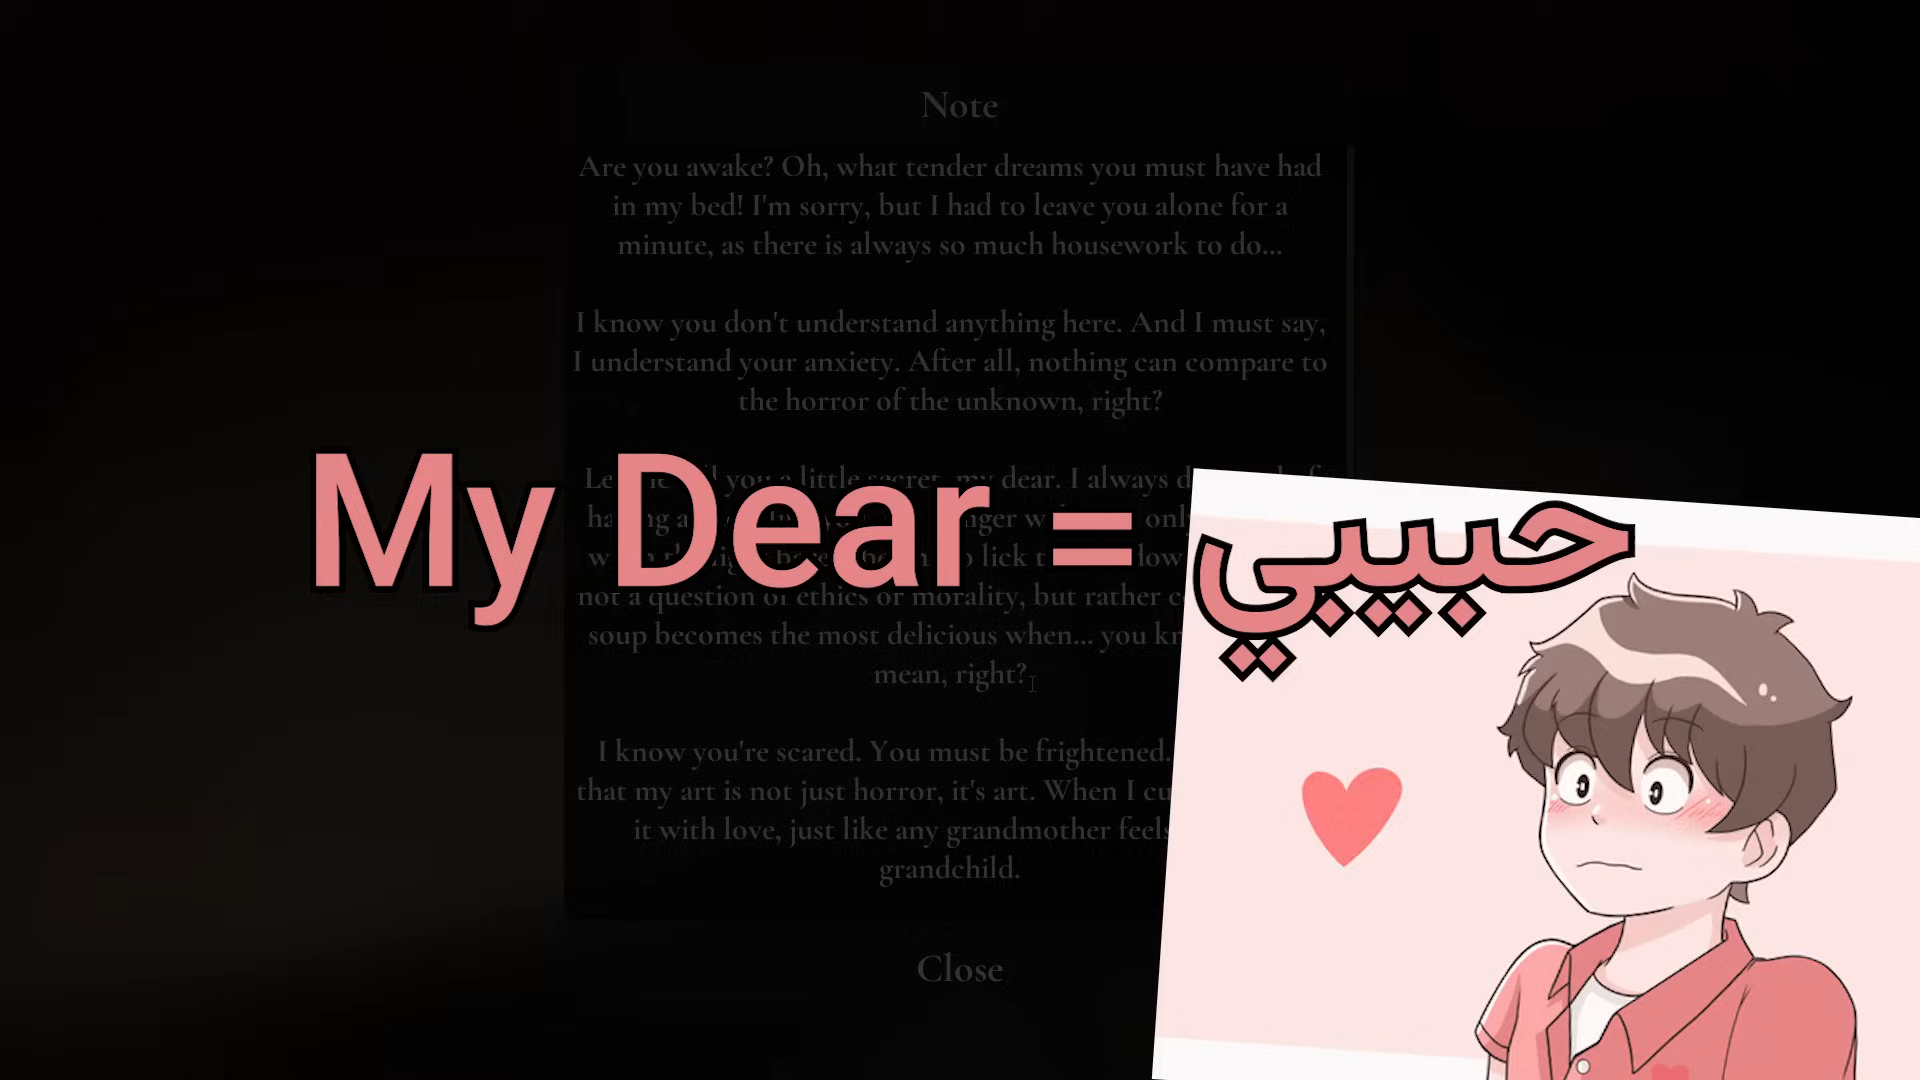 Note
Are you awake? Oh, what tender dreams you must have had
in my bed! I'm sorry, but I had to leave you alone for a
minute, as there is always so much housework to do...
I know you don't understand anything here. And I must say,
I understand your anxiety. After all, nothing can compare to
the horror of the unknown, right?
you a little secret, my dear. I always
My Dear = حبيبي
not a question of ethics or morality, but rather
soup becomes the most delicious when... you
mean, right?
I know you're scared. You must be frightened.
that my art is not just horror, it's art. When I
it with love, just like any grandmother feels
grandchild.
Close